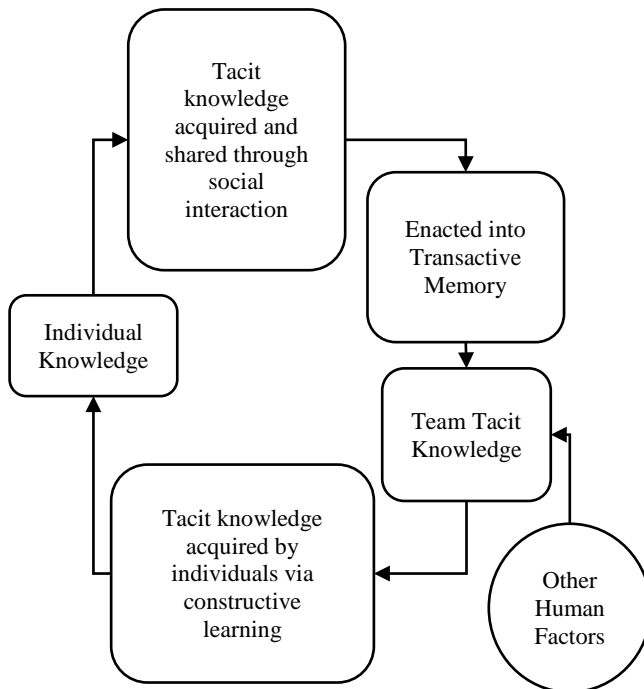 Tacit
knowledge
acquired and
shared through
social
interaction
Enacted into
Transactive
Memory
Individual
Knowledge
Team Tacit
Knowledge
Tacit knowledge
acquired by
individuals via
constructive
learning
Other
Human
Factors